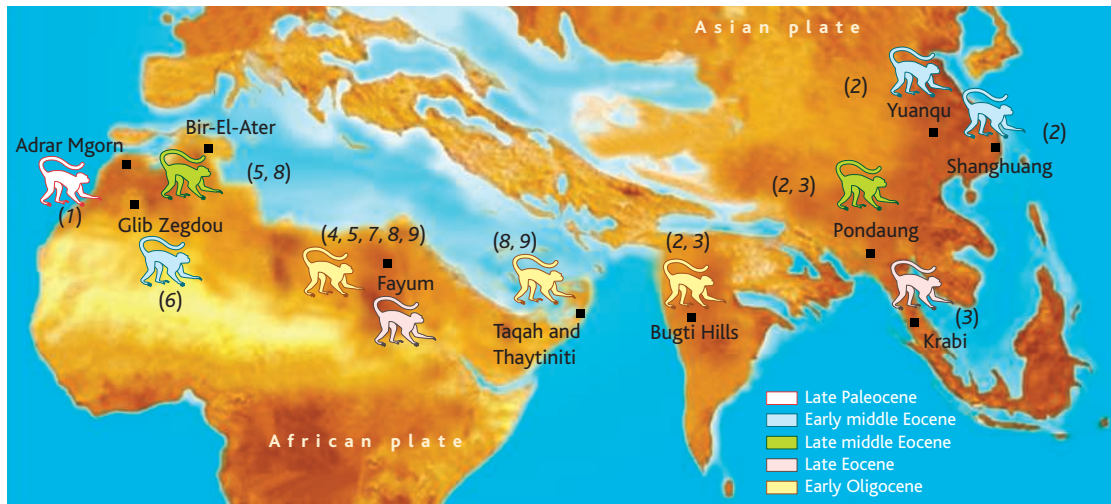 Asian plate
(2)
Yuanqu
(2)
Shanghuang
Bir-El-Ater
Adrar Mgorn
(5, 8)
(1)
Glib Zegdou
(6)
(2, 3)
Pondaung
(4, 5, 7, 8, 9)
Fayum
(8, 9)
Taqah and
Thaytiniti
(2, 3)
Bugti Hills
(3)
Krabi
African plate
Late Paleocene
Early middle Eocene
Late middle Eocene
Late Eocene
Early Oligocene